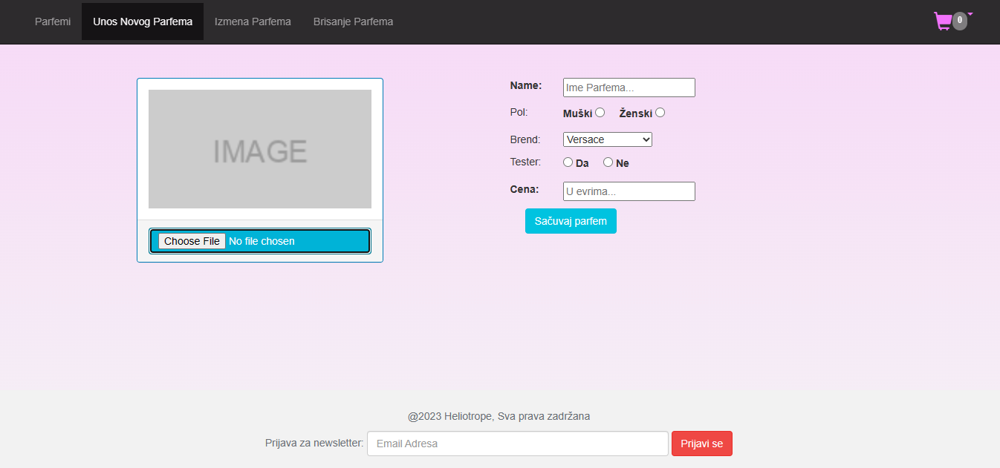 Parfemi Unos Novog Parfema Izmena Parfema Brisanje Parfema 0
IMAGE
Choose File No file chosen
Name: Ime Parfema...
Pol: Muški Ženski
Brend: Versace
Tester: Da Ne
Cena: U evrima...
Sačuvaj parfem
@2023 Heliotrope, Sva prava zadržana
Prijava za newsletter: Email Adresa Prijavi se